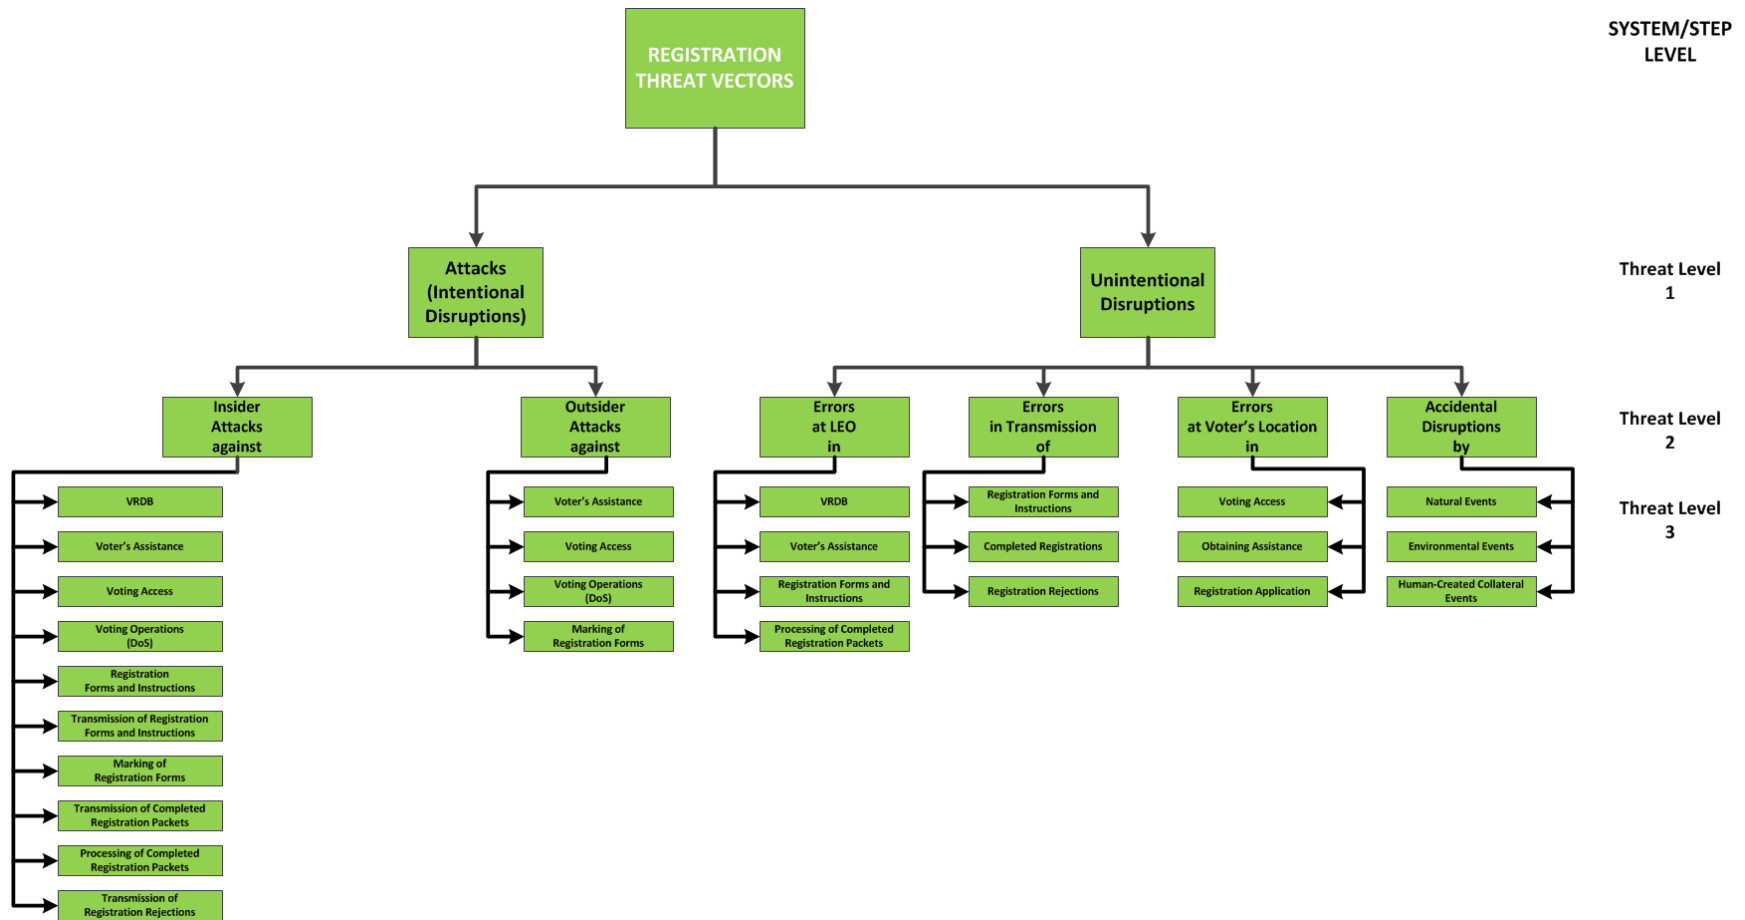 REGISTRATION
THREAT VECTORS
SYSTEM/STEP
LEVEL
Attacks
(Intentional
Disruptions)
Unintentional
Disruptions
Threat Level
1
Insider
Attacks
against
Outsider
Attacks
against
Errors
at LEO
in
Errors
in Transmission
of
Errors
at Voter's Location
in
Accidental
Disruptions
by
Threat Level
2
VRDB
Voter's Assistance
Voting Access
Voting Operations
(DoS)
Registration
Forms and Instructions
Transmission of Registration
Forms and Instructions
Marking of
Registration Forms
Transmission of Completed
Registration Packets
Processing of Completed
Registration Packets
Transmission of
Registration Rejections
Voter's Assistance
Voting Access
Voting Operations
(DoS)
Marking of
Registration Forms
VRDB
Voter's Assistance
Registration Forms and
Instructions
Processing of Completed
Registration Packets
Registration Forms and
Instructions
Completed Registrations
Registration Rejections
Voting Access
Obtaining Assistance
Registration Application
Natural Events
Environmental Events
Human-Created Collateral
Events
Threat Level
3